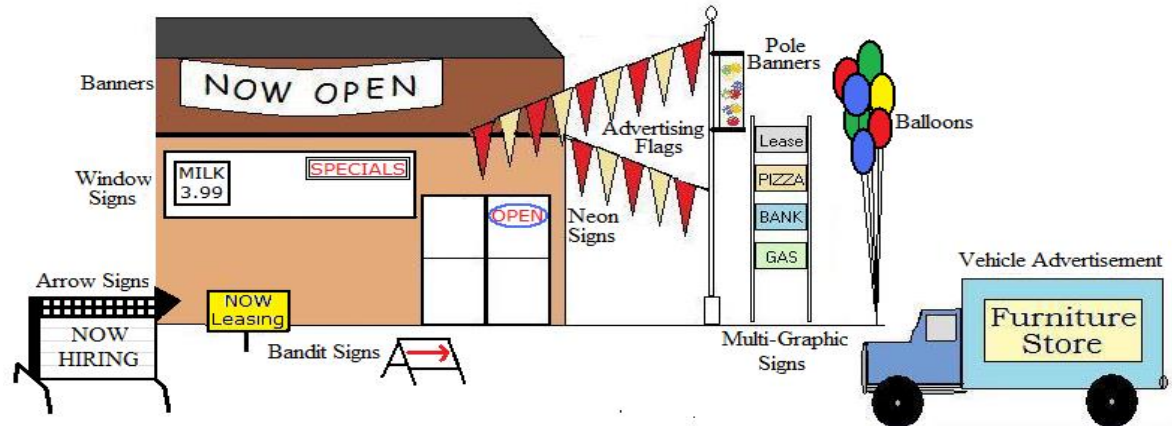 Banners
NOW OPEN
Pole
Banners
Advertising
Flags
Balloons
Lease
PIZZA
BANK
GAS
Window
Signs
MILK
3.99
SPECIALS
OPEN
Neon
Signs
Arrow Signs
NOW
HIRING
NOW
Leasing
Bandit Signs
Multi-Graphic
Signs
Vehicle Advertisement
Furniture
Store